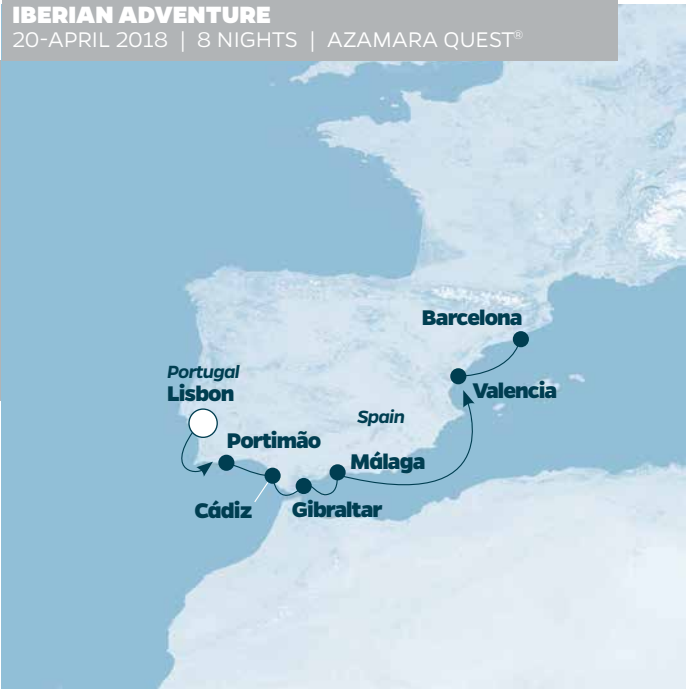 IBERIAN ADVENTURE
20-APRIL 2018 | 8 NIGHTS | AZAMARA QUEST®
Barcelona
Portugal
Lisbon
Valencia
Spain
Portimão
Málaga
Cádiz
Gibraltar